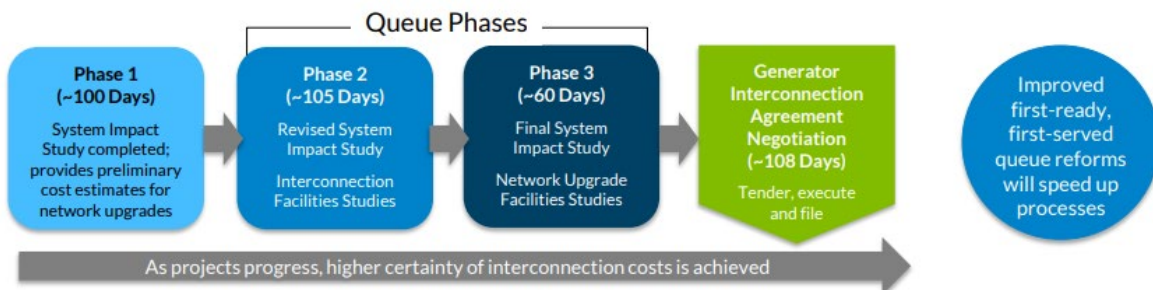 Queue Phases
Phase 1
(~100 Days)
System Impact
Study completed;
provides preliminary
cost estimates for
network upgrades
Phase 2
(~105 Days)
Revised System
Impact Study
Interconnection
Facilities Studies
Phase 3
(~60 Days)
Final System
Impact Study
Network Upgrade
Facilities Studies
Generator
Interconnection
Agreement
Negotiation
(~108 Days)
Tender, execute
and file
Improved
first-ready,
first-served
queue reforms
will speed up
processes
As projects progress, higher certainty of interconnection costs is achieved